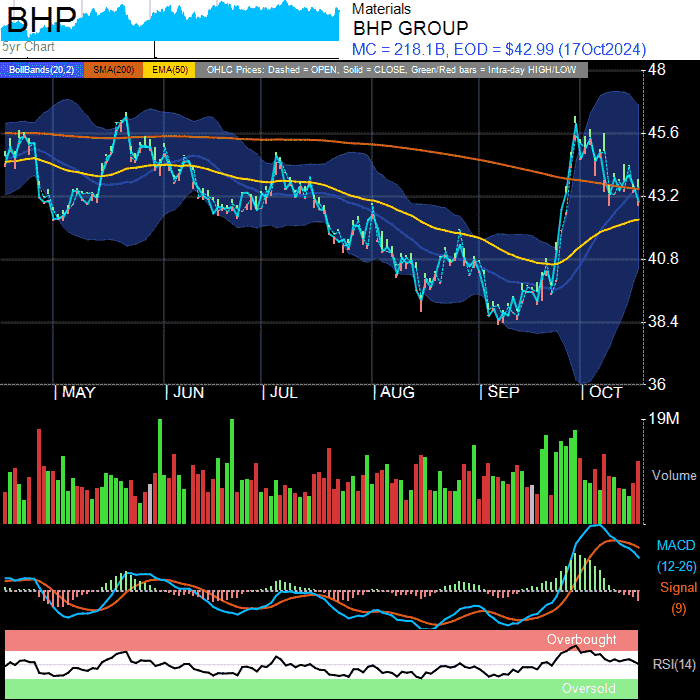 BHP
5yr Chart
Materials
BHP GROUP
MC = 218.1B, EOD = $42.99 (17Oct2024)
BollBands(20,2) SMA(200) EMA(50) OHLC Prices: Dashed = OPEN, Solid = CLOSE, Green/Red bars = Intra-day HIGH/LOW
48
45.6
43.2
40.8
38.4
36
| MAY | JUN | JUL | AUG | SEP | OCT
19M
Volume
MACD
(12-26)
Signal
(9)
Overbought
RSI(14)
Oversold